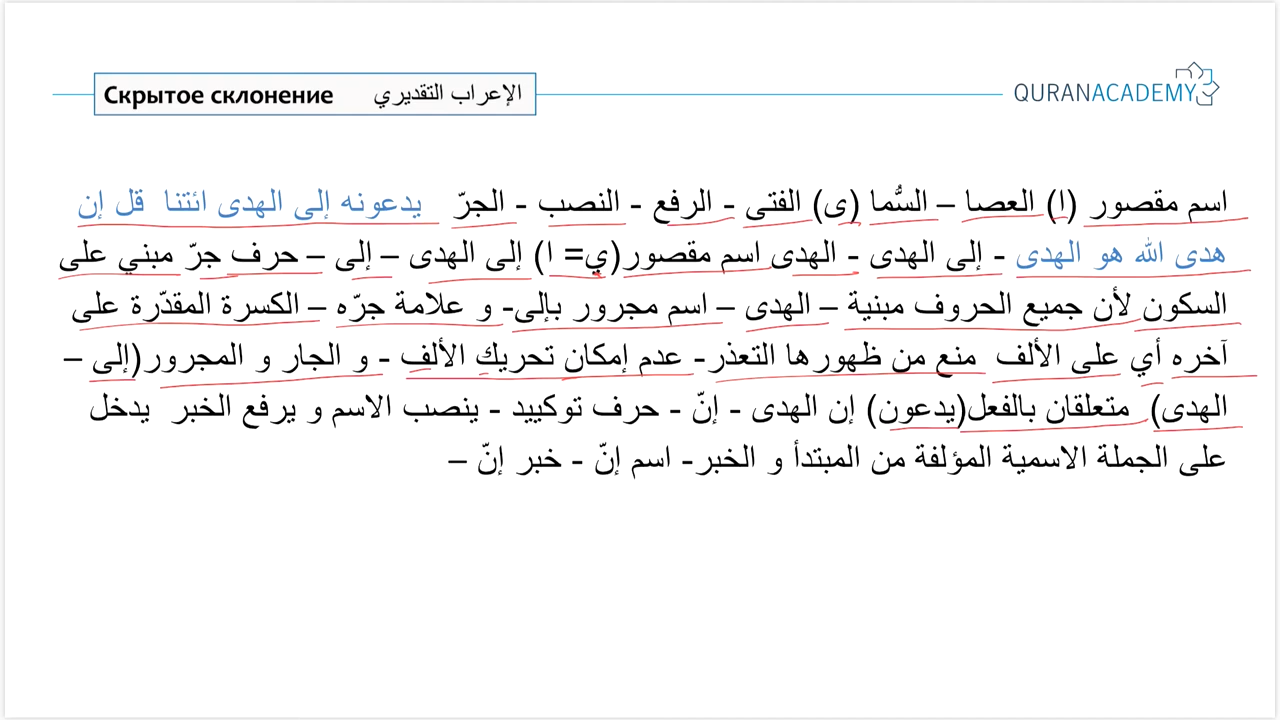 Скрытое склонение الإعراب التقديري
QURANACADEMY
اسم مقصور (ا) العصا – السُّما (ى) الفتى - الرفع - النصب - الجرّ يدعونه إلى الهدى ائتنا قل إن
هدى الله هو الهدى - إلى الهدى - الهدى اسم مقصور(ي= ا) إلى الهدى – إلى – حرف جرّ مبني على
السكون لأن جميع الحروف مبنية – الهدى – اسم مجرور بإلى- و علامة جرّه – الكسرة المقدّرة على
آخره أي على الألف منع من ظهورها التعذر- عدم إمكان تحريك الألف - و الجار و المجرور(إلى –
الهدى) متعلقان بالفعل(يدعون) إن الهدى - إنّ - حرف توكييد - ينصب الاسم و يرفع الخبر يدخل
على الجملة الاسمية المؤلفة من المبتدأ و الخبر- اسم إنّ - خبر إنّ –